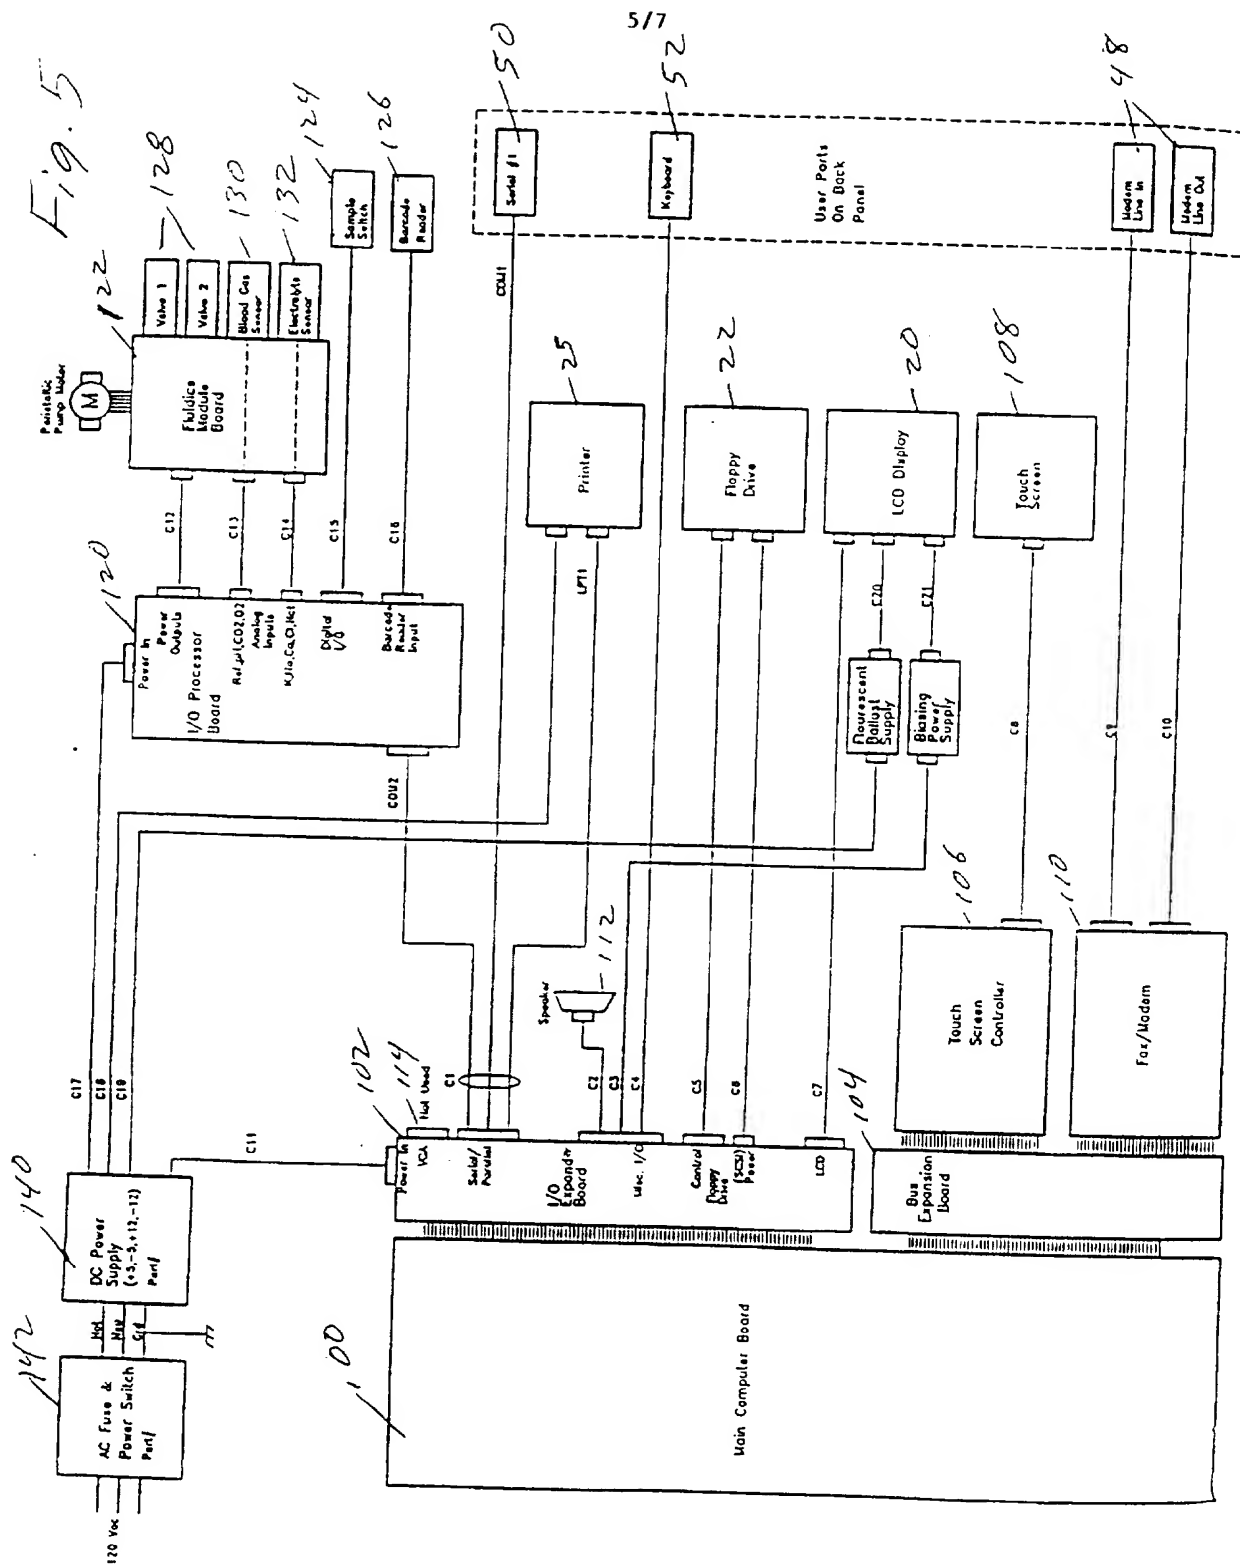 5/7
Fig. 5
120 Vac
AC Fuse &
Power Switch
Part/
142
Hot
Gnd
DC Power
Supply
(+5,-5,+12,-12)
Part/
140
C17
C18
C19
C11
Power In
I/O Processor
Board
120
Power
Outputs
Analog
Inputs
Digital
I/O
Barcode
Reader
Input
C12
C13
C14
C15
C16
Peristaltic
Pump Motor
M
Fluidics
Module
Board
122
Valve 1
Valve 2
128
Blood Gas
Sensor
130
Electrolyte
Sensor
132
Sample
Switch
124
Barcode
Reader
126
COM2
COM1
Serial #1
50
Keyboard
52
User Ports
On Back
Panel
Modem
Line In
Modem
Line Out
48
LPT1
Printer
25
Floppy
Drive
22
LCD Display
20
Touch
Screen
108
C20
C21
Flourescent
Ballast
Supply
Biasing
Power
Supply
C8
C9
C10
Speaker
112
102
114
Not Used
Power In
VGA
Serial/
Parallel
I/O
Expander
Board
Misc. I/O
Control
Floppy
Drive
(SCSI)
Power
LCD
C1
C2
C3
C4
C5
C6
C7
104
Bus
Expansion
Board
Touch
Screen
Controller
106
Fax/Modem
110
100
Main Computer Board